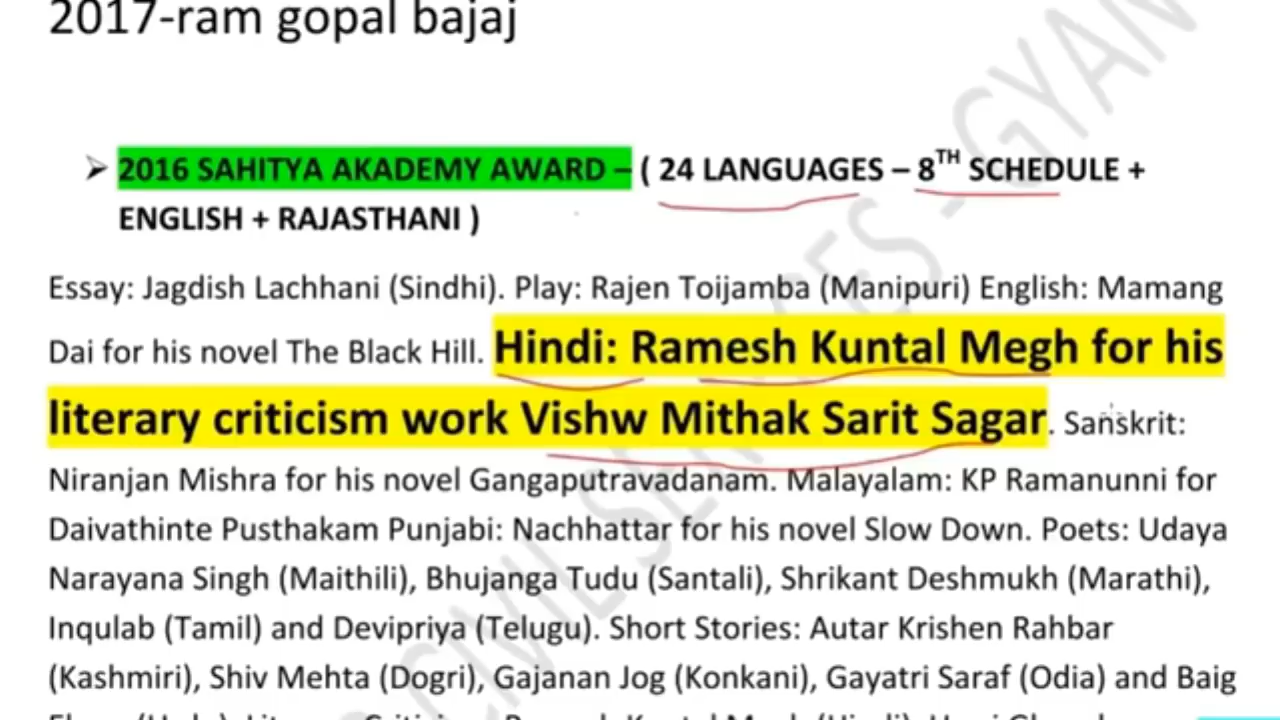 2017-ram gopal bajaj
➢ 2016 SAHITYA AKADEMY AWARD – ( 24 LANGUAGES – 8TH SCHEDULE +
ENGLISH + RAJASTHANI )
Essay: Jagdish Lachhani (Sindhi). Play: Rajen Toijamba (Manipuri) English: Mamang
Dai for his novel The Black Hill. Hindi: Ramesh Kuntal Megh for his
literary criticism work Vishw Mithak Sarit Sagar. Sanskrit:
Niranjan Mishra for his novel Gangaputravadanam. Malayalam: KP Ramanunni for
Daivathinte Pusthakam Punjabi: Nachhattar for his novel Slow Down. Poets: Udaya
Narayana Singh (Maithili), Bhujanga Tudu (Santali), Shrikant Deshmukh (Marathi),
Inqulab (Tamil) and Devipriya (Telugu). Short Stories: Autar Krishen Rahbar
(Kashmiri), Shiv Mehta (Dogri), Gajanan Jog (Konkani), Gayatri Saraf (Odia) and Baig